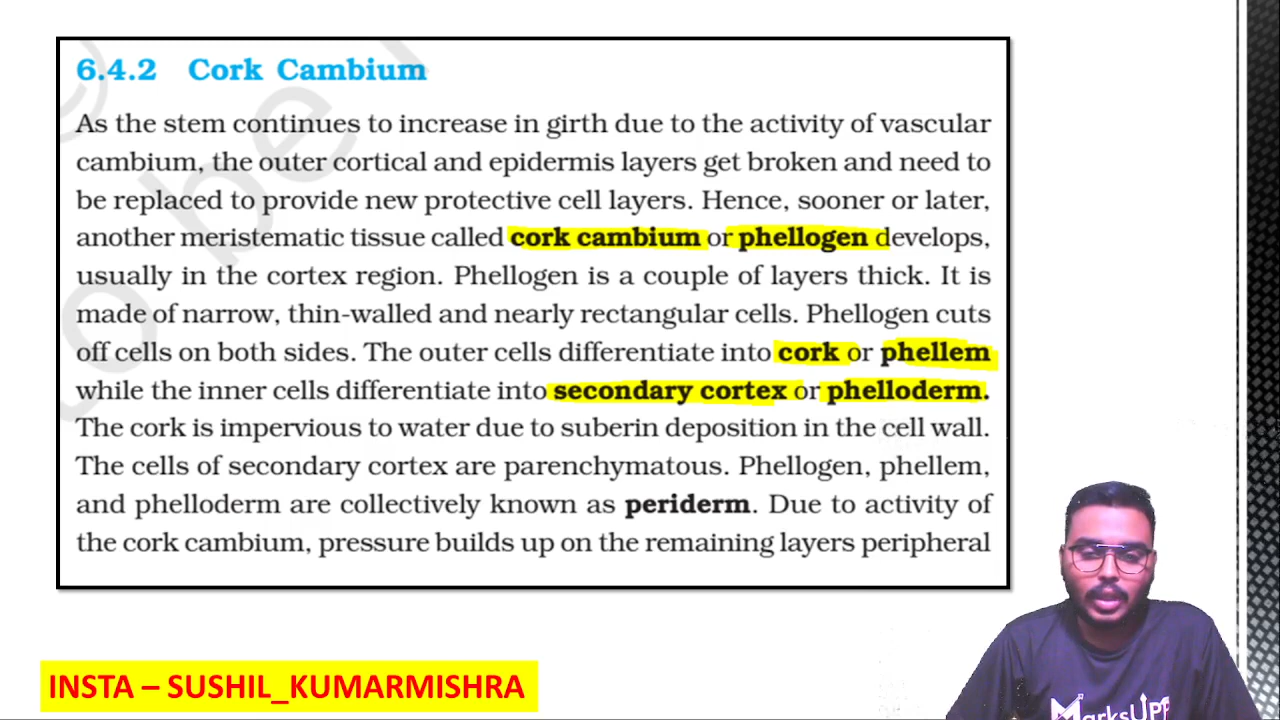 6.4.2 Cork Cambium
As the stem continues to increase in girth due to the activity of vascular
cambium, the outer cortical and epidermis layers get broken and need to
be replaced to provide new protective cell layers. Hence, sooner or later,
another meristematic tissue called cork cambium or phellogen develops,
usually in the cortex region. Phellogen is a couple of layers thick. It is
made of narrow, thin-walled and nearly rectangular cells. Phellogen cuts
off cells on both sides. The outer cells differentiate into cork or phellem
while the inner cells differentiate into secondary cortex or phelloderm.
The cork is impervious to water due to suberin deposition in the cell wall.
The cells of secondary cortex are parenchymatous. Phellogen, phellem,
and phelloderm are collectively known as periderm. Due to activity of
the cork cambium, pressure builds up on the remaining layers peripheral
INSTA – SUSHIL_KUMARMISHRA
MarksUPP